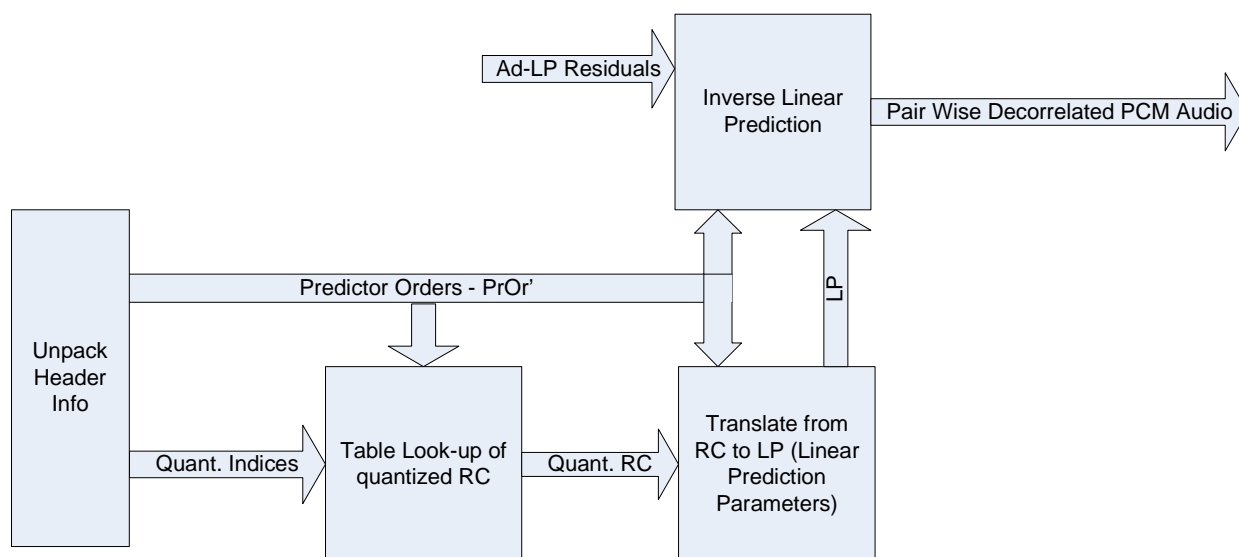 Ad-LP Residuals
Inverse Linear
Prediction
Pair Wise Decorrelated PCM Audio
Predictor Orders - PrOr’
LP
Unpack
Header
Info
Quant. Indices
Table Look-up of
quantized RC
Quant. RC
Translate from
RC to LP (Linear
Prediction
Parameters)